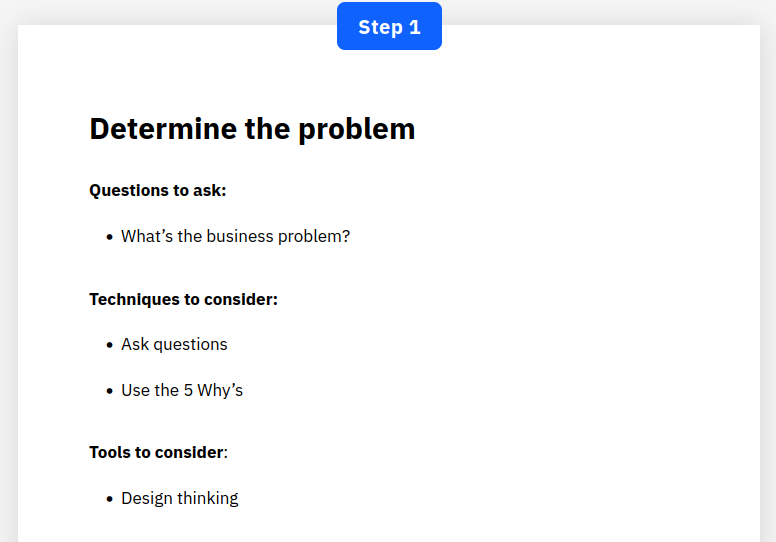 Step 1
Determine the problem
Questions to ask:
What’s the business problem?
Techniques to consider:
Ask questions
Use the 5 Why’s
Tools to consider:
Design thinking